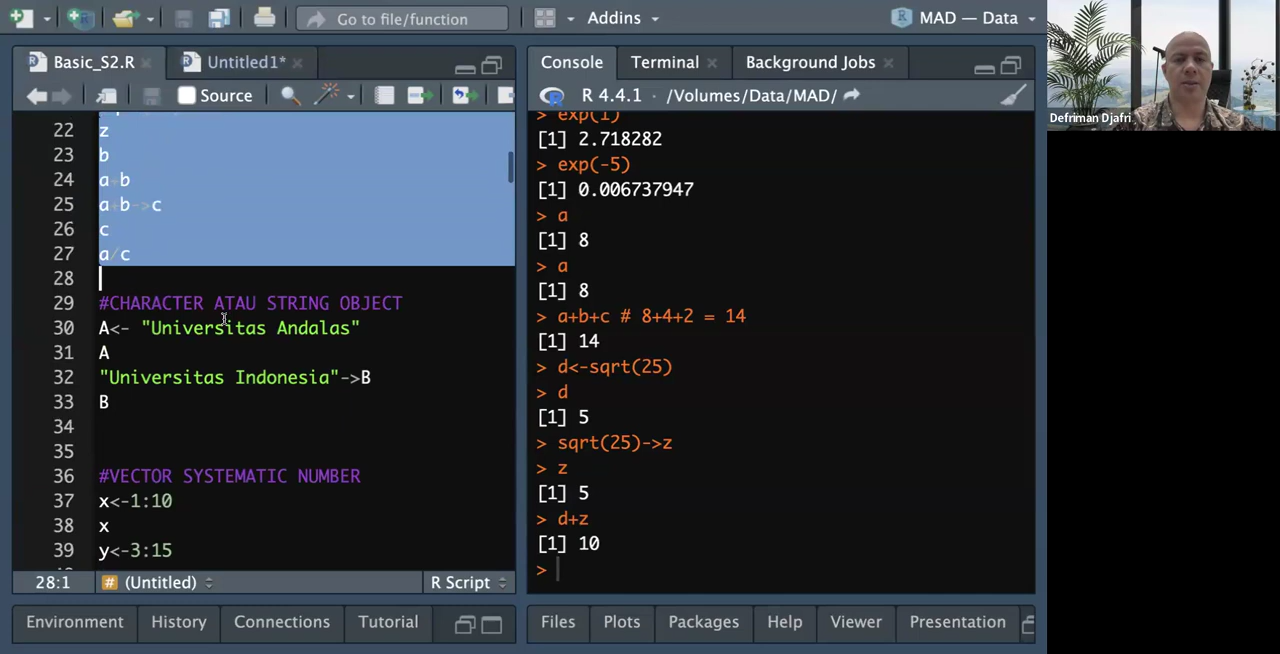 Go to file/function
Addins
MAD — Data
Basic_S2.R
Untitled1*
Source
22 z
23 b
24 a+b
25 a+b->c
26 c
27 a/c
28
29 #CHARACTER ATAU STRING OBJECT
30 A<- "Universitas Andalas"
31 A
32 "Universitas Indonesia"->B
33 B
34
35
36 #VECTOR SYSTEMATIC NUMBER
37 x<-1:10
38 x
39 y<-3:15
28:1
# (Untitled)
R Script
Environment
History
Connections
Tutorial
Console
Terminal
Background Jobs
R 4.4.1 · /Volumes/Data/MAD/
> exp(1)
[1] 2.718282
> exp(-5)
[1] 0.006737947
> a
[1] 8
> a
[1] 8
> a+b+c # 8+4+2 = 14
[1] 14
> d<-sqrt(25)
> d
[1] 5
> sqrt(25)->z
> z
[1] 5
> d+z
[1] 10
>
Files
Plots
Packages
Help
Viewer
Presentation
Defriman Djafri